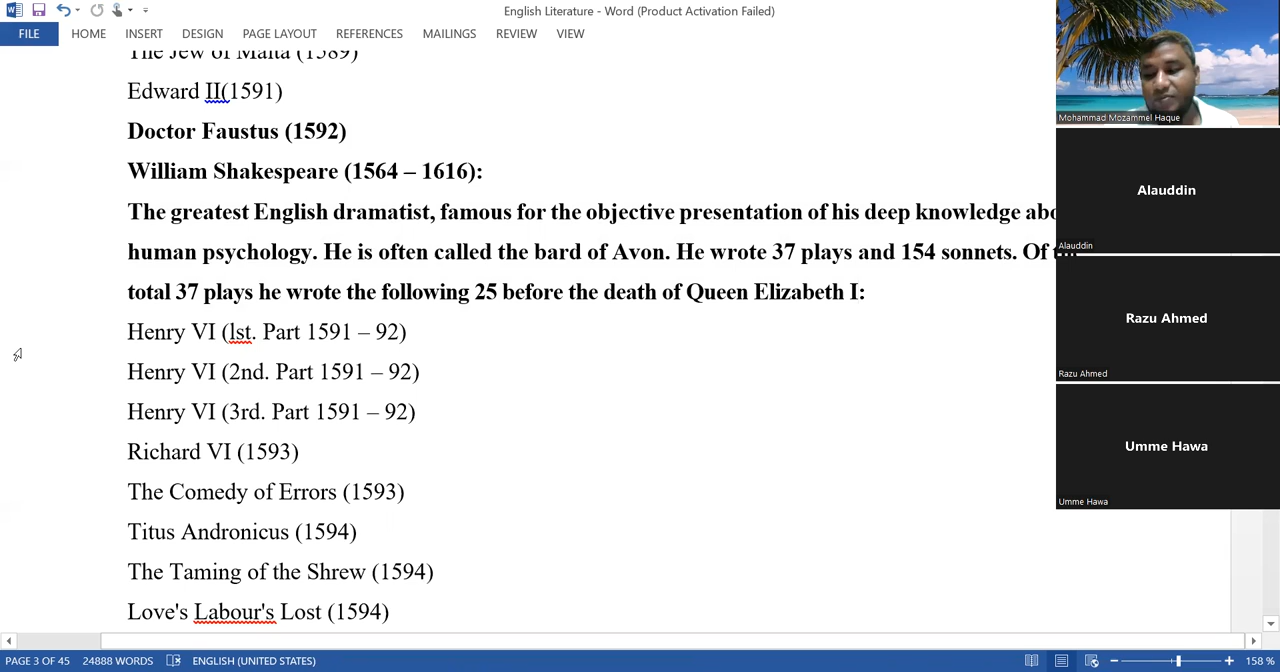 English Literature - Word (Product Activation Failed)
FILE HOME INSERT DESIGN PAGE LAYOUT REFERENCES MAILINGS REVIEW VIEW
The Jew of Malta (1589)
Edward II(1591)
Doctor Faustus (1592)
William Shakespeare (1564 – 1616):
The greatest English dramatist, famous for the objective presentation of his deep knowledge
human psychology. He is often called the bard of Avon. He wrote 37 plays and 154 sonnets. Of
total 37 plays he wrote the following 25 before the death of Queen Elizabeth I:
Henry VI (lst. Part 1591 – 92)
Henry VI (2nd. Part 1591 – 92)
Henry VI (3rd. Part 1591 – 92)
Richard VI (1593)
The Comedy of Errors (1593)
Titus Andronicus (1594)
The Taming of the Shrew (1594)
Love's Labour's Lost (1594)
PAGE 3 OF 45 24888 WORDS ENGLISH (UNITED STATES) 158 %
Mohammad Mozammel Haque
Alauddin
Alauddin
Razu Ahmed
Razu Ahmed
Umme Hawa
Umme Hawa